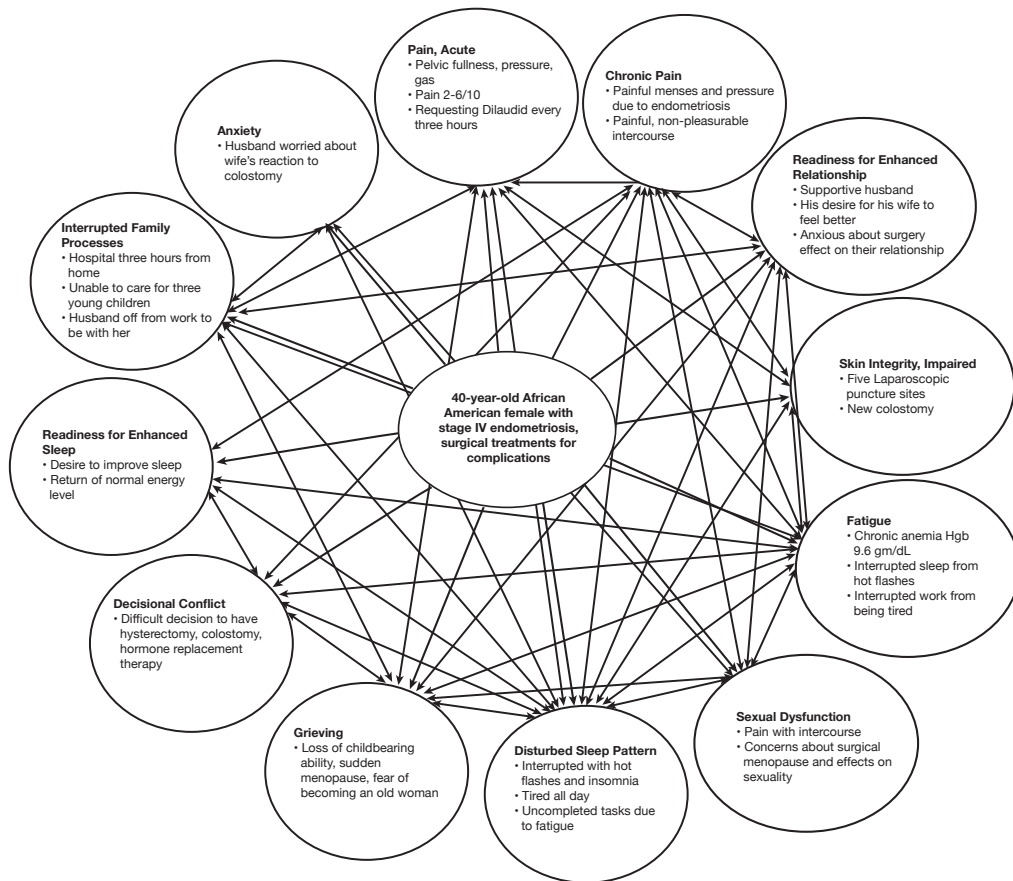 Pain, Acute
• Pelvic fullness, pressure,
gas
• Pain 2-6/10
• Requesting Dilaudid every
three hours
Chronic Pain
• Painful menses and pressure
due to endometriosis
• Painful, non-pleasurable
intercourse
Anxiety
• Husband worried about
wife's reaction to
colostomy
Readiness for Enhanced
Relationship
• Supportive husband
• His desire for his wife to
feel better
• Anxious about surgery
effect on their relationship
Interrupted Family
Processes
• Hospital three hours from
home
• Unable to care for three
young children
• Husband off from work to
be with her
Skin Integrity, Impaired
• Five Laparoscopic
puncture sites
• New colostomy
40-year-old African
American female with
stage IV endometriosis,
surgical treatments for
complications
Readiness for Enhanced
Sleep
• Desire to improve sleep
• Return of normal energy
level
Fatigue
• Chronic anemia Hgb
9.6 gm/dL
• Interrupted sleep from
hot flashes
• Interrupted work from
being tired
Decisional Conflict
• Difficult decision to have
hysterectomy, colostomy,
hormone replacement
therapy
Grieving
• Loss of childbearing
ability, sudden
menopause, fear of
becoming an old woman
Disturbed Sleep Pattern
• Interrupted with hot
flashes and insomnia
• Tired all day
• Uncompleted tasks due
to fatigue
Sexual Dysfunction
• Pain with intercourse
• Concerns about surgical
menopause and effects on
sexuality